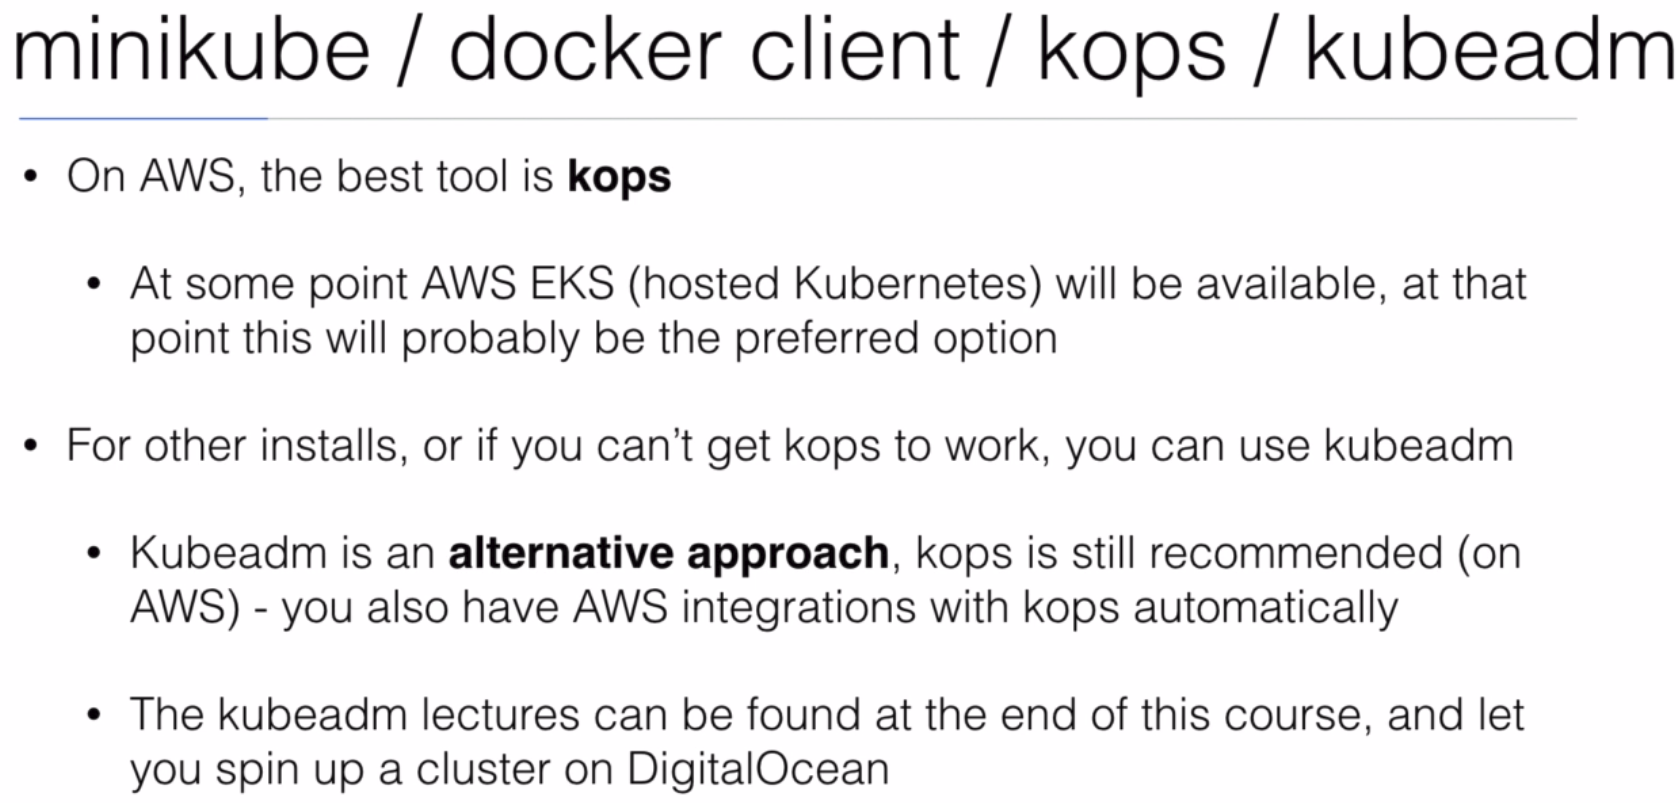 minikube / docker client / kops / kubeadm
• On AWS, the best tool is kops
• At some point AWS EKS (hosted Kubernetes) will be available, at that
point this will probably be the preferred option
• For other installs, or if you can’t get kops to work, you can use kubeadm
• Kubeadm is an alternative approach, kops is still recommended (on
AWS) - you also have AWS integrations with kops automatically
• The kubeadm lectures can be found at the end of this course, and let
you spin up a cluster on DigitalOcean